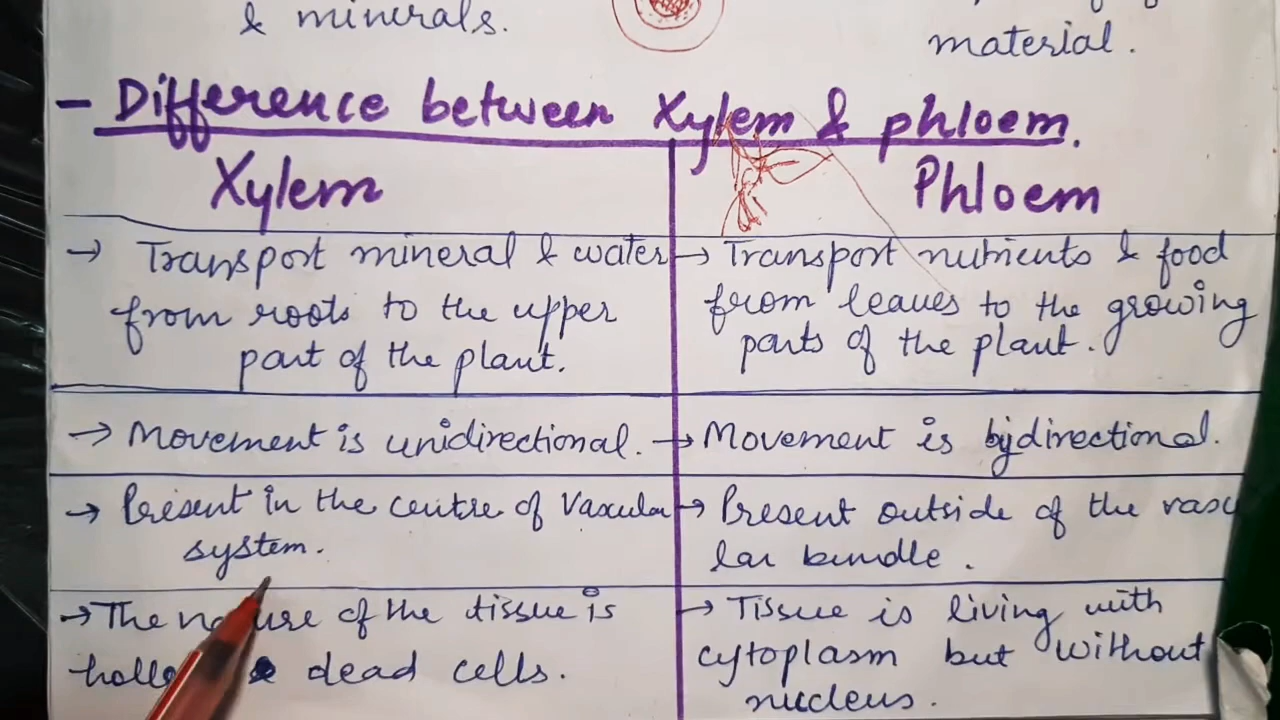 & minerals.
material.
- Difference between Xylem & phloem.
Xylem
Phloem
→ Transport mineral & water
from roots to the upper
part of the plant.
→ Transport nutrients & food
from leaves to the growing
parts of the plant.
→ Movement is unidirectional.
→ Movement is bidirectional.
→ Present in the centre of Vascular
system.
→ Present outside of the vascu
lar bundle.
→ The nature of the tissue is
dead cells.
→ Tissue is living with
cytoplasm but without
nucleus.